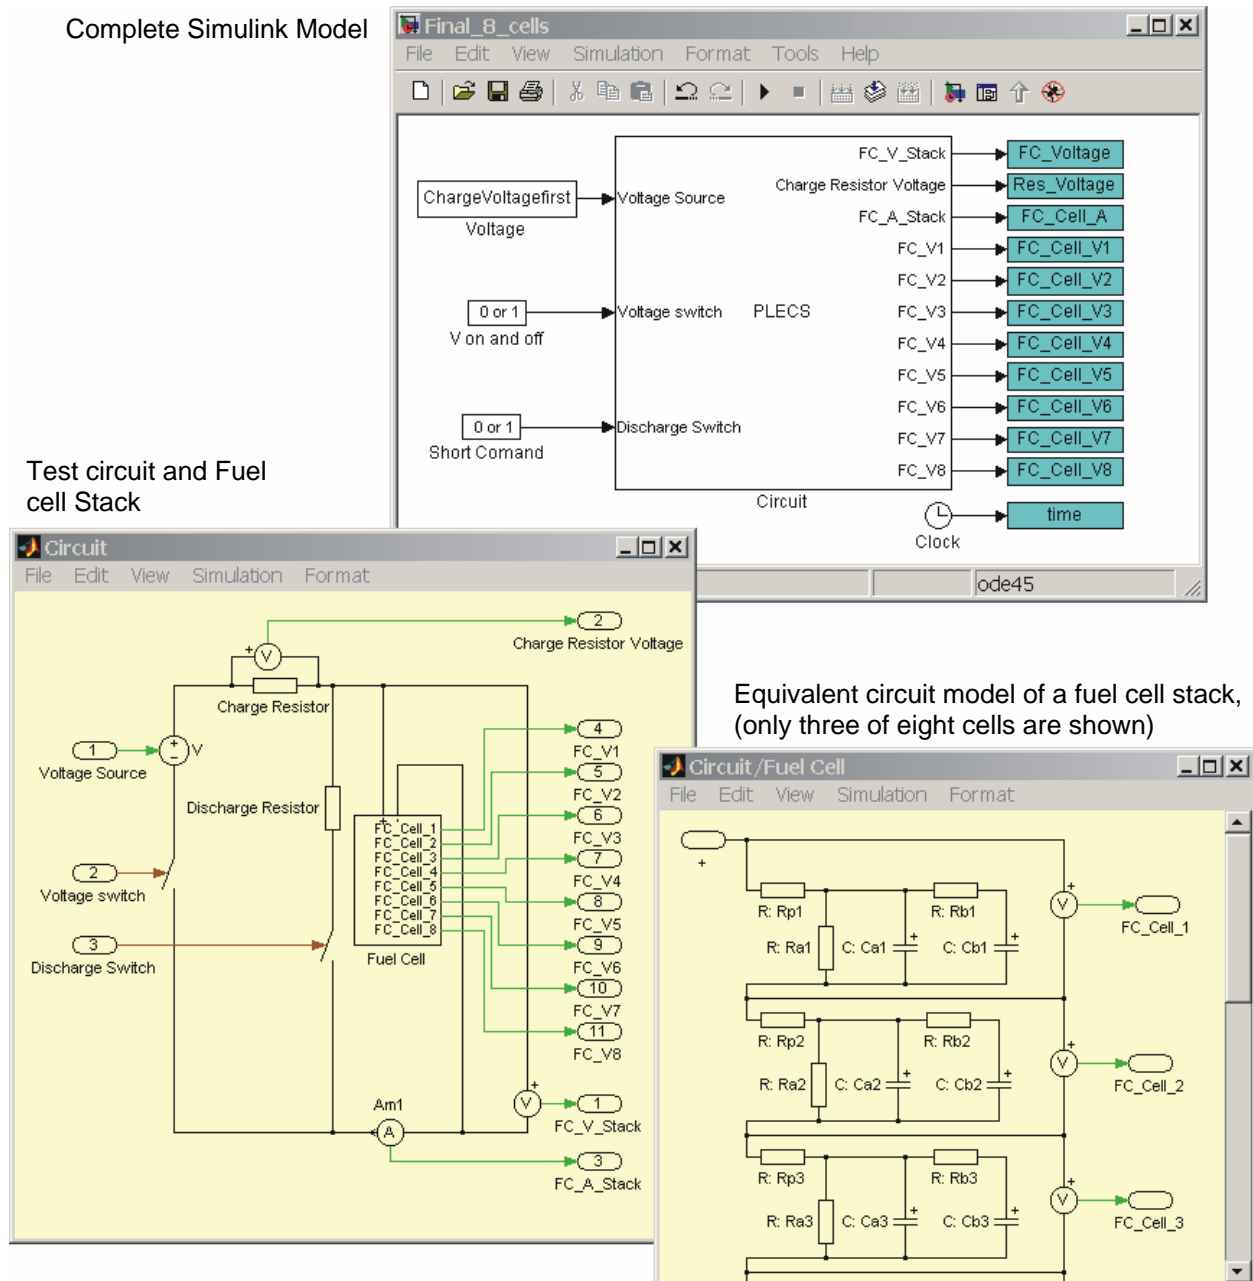 Complete Simulink Model
Final_8_cells
File Edit View Simulation Format Tools Help
ChargeVoltagefirst
Voltage
0 or 1
V on and off
0 or 1
Short Comand
Voltage Source
Voltage switch
Discharge Switch
PLECS
Circuit
FC_V_Stack
Charge Resistor Voltage
FC_A_Stack
FC_V1
FC_V2
FC_V3
FC_V4
FC_V5
FC_V6
FC_V7
FC_V8
FC_Voltage
Res_Voltage
FC_Cell_A
FC_Cell_V1
FC_Cell_V2
FC_Cell_V3
FC_Cell_V4
FC_Cell_V5
FC_Cell_V6
FC_Cell_V7
FC_Cell_V8
time
Clock
ode45
Test circuit and Fuel
cell Stack
Circuit
File Edit View Simulation Format
2
Charge Resistor Voltage
+ V
Charge Resistor
1
Voltage Source
+
−
V
Discharge Resistor
2
Voltage switch
3
Discharge Switch
+ -
FC_Cell_1
FC_Cell_2
FC_Cell_3
FC_Cell_4
FC_Cell_5
FC_Cell_6
FC_Cell_7
FC_Cell_8
Fuel Cell
4
FC_V1
5
FC_V2
6
FC_V3
7
FC_V4
8
FC_V5
9
FC_V6
10
FC_V7
11
FC_V8
Am1
A
+
V
1
FC_V_Stack
3
FC_A_Stack
Equivalent circuit model of a fuel cell stack,
(only three of eight cells are shown)
Circuit/Fuel Cell
File Edit View Simulation Format
+
R: Rp1
R: Rb1
R: Ra1
C: Ca1
+
C: Cb1
+
+
V
FC_Cell_1
R: Rp2
R: Rb2
R: Ra2
C: Ca2
+
C: Cb2
+
+
V
FC_Cell_2
R: Rp3
R: Rb3
R: Ra3
C: Ca3
+
C: Cb3
+
+
V
FC_Cell_3